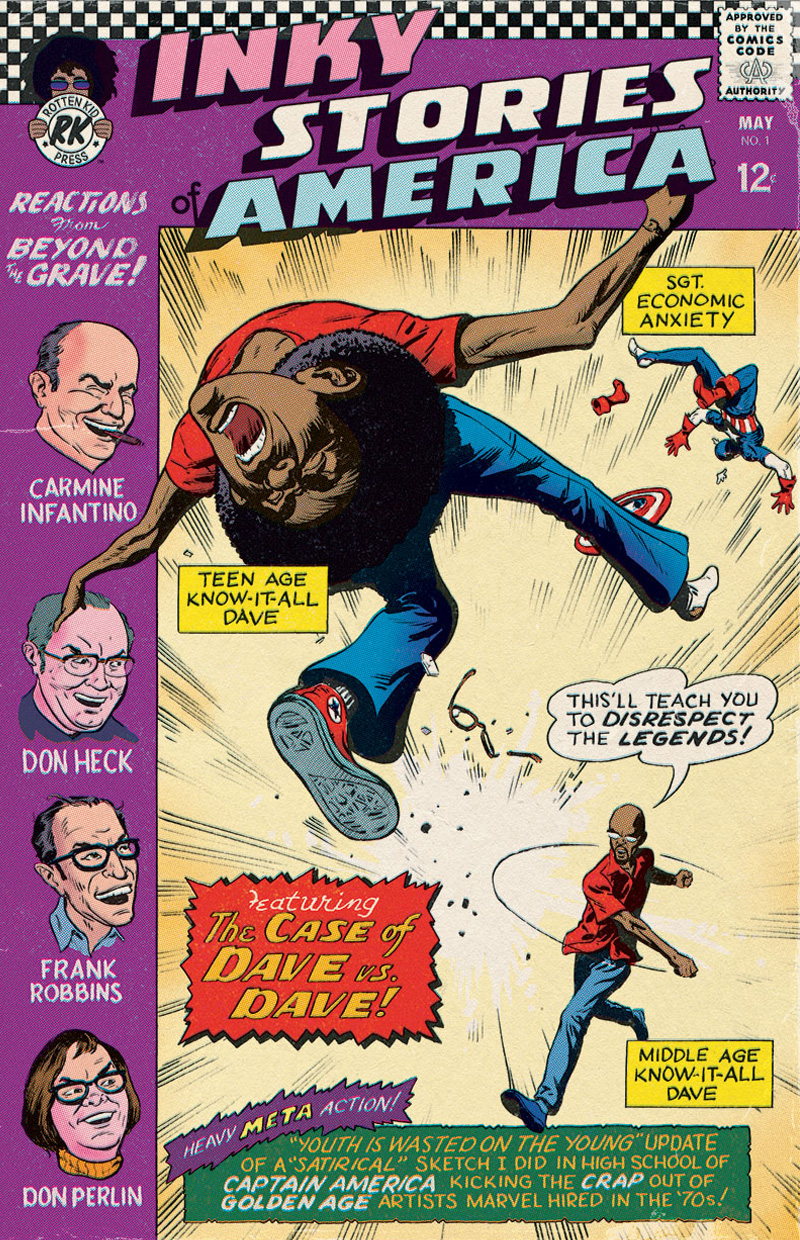 INKY
STORIES
of AMERICA
ROTTEN KID
RK
PRESS
APPROVED
BY THE
COMICS
CODE
CA
AUTHORITY
MAY
NO. 1
12¢
REACTIONS
From
BEYOND
THE GRAVE!
CARMINE
INFANTINO
DON HECK
FRANK
ROBBINS
DON PERLIN
SGT.
ECONOMIC
ANXIETY
TEEN AGE
KNOW-IT-ALL
DAVE
THIS'LL TEACH YOU
TO DISRESPECT
THE LEGENDS!
Featuring
The CASE of
DAVE vs.
DAVE!
MIDDLE AGE
KNOW-IT-ALL
DAVE
HEAVY META ACTION!
"YOUTH IS WASTED ON THE YOUNG" UPDATE
OF A "SATIRICAL" SKETCH I DID IN HIGH SCHOOL OF
CAPTAIN AMERICA KICKING THE CRAP OUT OF
GOLDEN AGE ARTISTS MARVEL HIRED IN THE '70s!